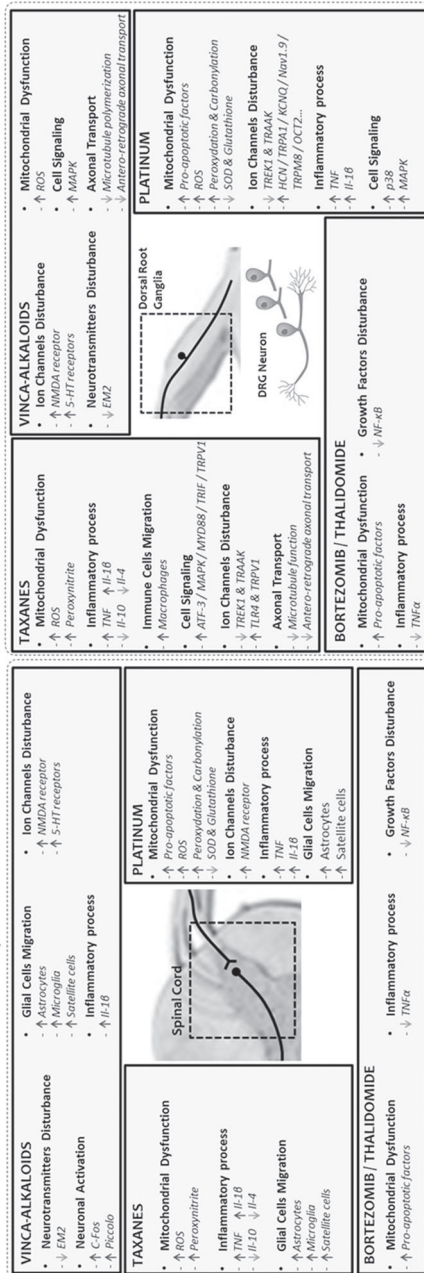 VINCA-ALKALOIDS
• Neurotransmitters Disturbance
- ↓ EM2
• Neuronal Activation
- ↑ C-Fos
- ↑ Piccolo
• Glial Cells Migration
- ↑ Astrocytes
- ↑ Microglia
- ↑ Satellite cells
• Inflammatory process
- ↑ Il-1β
• Ion Channels Disturbance
- ↑ NMDA receptor
- ↑ 5-HT receptors
TAXANES
• Mitochondrial Dysfunction
- ↑ ROS
- ↑ Peroxynitrite
• Inflammatory process
- ↑ TNF ↑ Il-1β
- ↓ Il-10 ↓ Il-4
• Glial Cells Migration
- ↑ Astrocytes
- ↑ Microglia
- ↑ Satellite cells
Spinal Cord
PLATINUM
• Mitochondrial Dysfunction
- ↑ Pro-apoptotic factors
- ↑ ROS
- ↑ Peroxydation & Carbonylation
- ↓ SOD & Glutathione
• Ion Channels Disturbance
- ↑ NMDA receptor
• Inflammatory process
- ↑ TNF
- ↑ Il-1β
• Glial Cells Migration
- ↑ Astrocytes
- ↑ Satellite cells
BORTEZOMIB / THALIDOMIDE
• Mitochondrial Dysfunction
- ↑ Pro-apoptotic factors
• Inflammatory process
- ↓ TNFα
• Growth Factors Disturbance
- ↓ NF-κB
TAXANES
• Mitochondrial Dysfunction
- ↑ ROS
- ↑ Peroxynitrite
• Inflammatory process
- ↑ TNF ↑ Il-1β
- ↓ Il-10 ↓ Il-4
• Immune Cells Migration
- ↑ Macrophages
• Cell Signaling
- ↑ ATF-3 / MAPK / MYD88 / TRIF / TRPV1
• Ion Channels Disturbance
- ↓ TREK1 & TRAAK
- ↑ TLR4 & TRPV1
• Axonal Transport
- ↓ Microtubule function
- ↓ Antero-retrograde axonal transport
VINCA-ALKALOIDS
• Ion Channels Disturbance
- ↑ NMDA receptor
- ↑ 5-HT receptors
• Neurotransmitters Disturbance
- ↓ EM2
• Mitochondrial Dysfunction
- ↑ ROS
• Cell Signaling
- ↑ MAPK
• Axonal Transport
- ↓ Microtubule polymerization
- ↓ Antero-retrograde axonal transport
Dorsal Root
Ganglia
DRG Neuron
PLATINUM
• Mitochondrial Dysfunction
- ↑ Pro-apoptotic factors
- ↑ ROS
- ↑ Peroxydation & Carbonylation
- ↓ SOD & Glutathione
• Ion Channels Disturbance
- ↓ TREK1 & TRAAK
- ↑ HCN / TRPA1 / KCNQ / Nav1.9 /
TRPM8 / OCT2...
• Inflammatory process
- ↑ TNF
- ↑ Il-1β
• Cell Signaling
- ↑ p38
- ↑ MAPK
BORTEZOMIB / THALIDOMIDE
• Mitochondrial Dysfunction
- ↑ Pro-apoptotic factors
• Inflammatory process
- ↓ TNFα
• Growth Factors Disturbance
- ↓ NF-κB